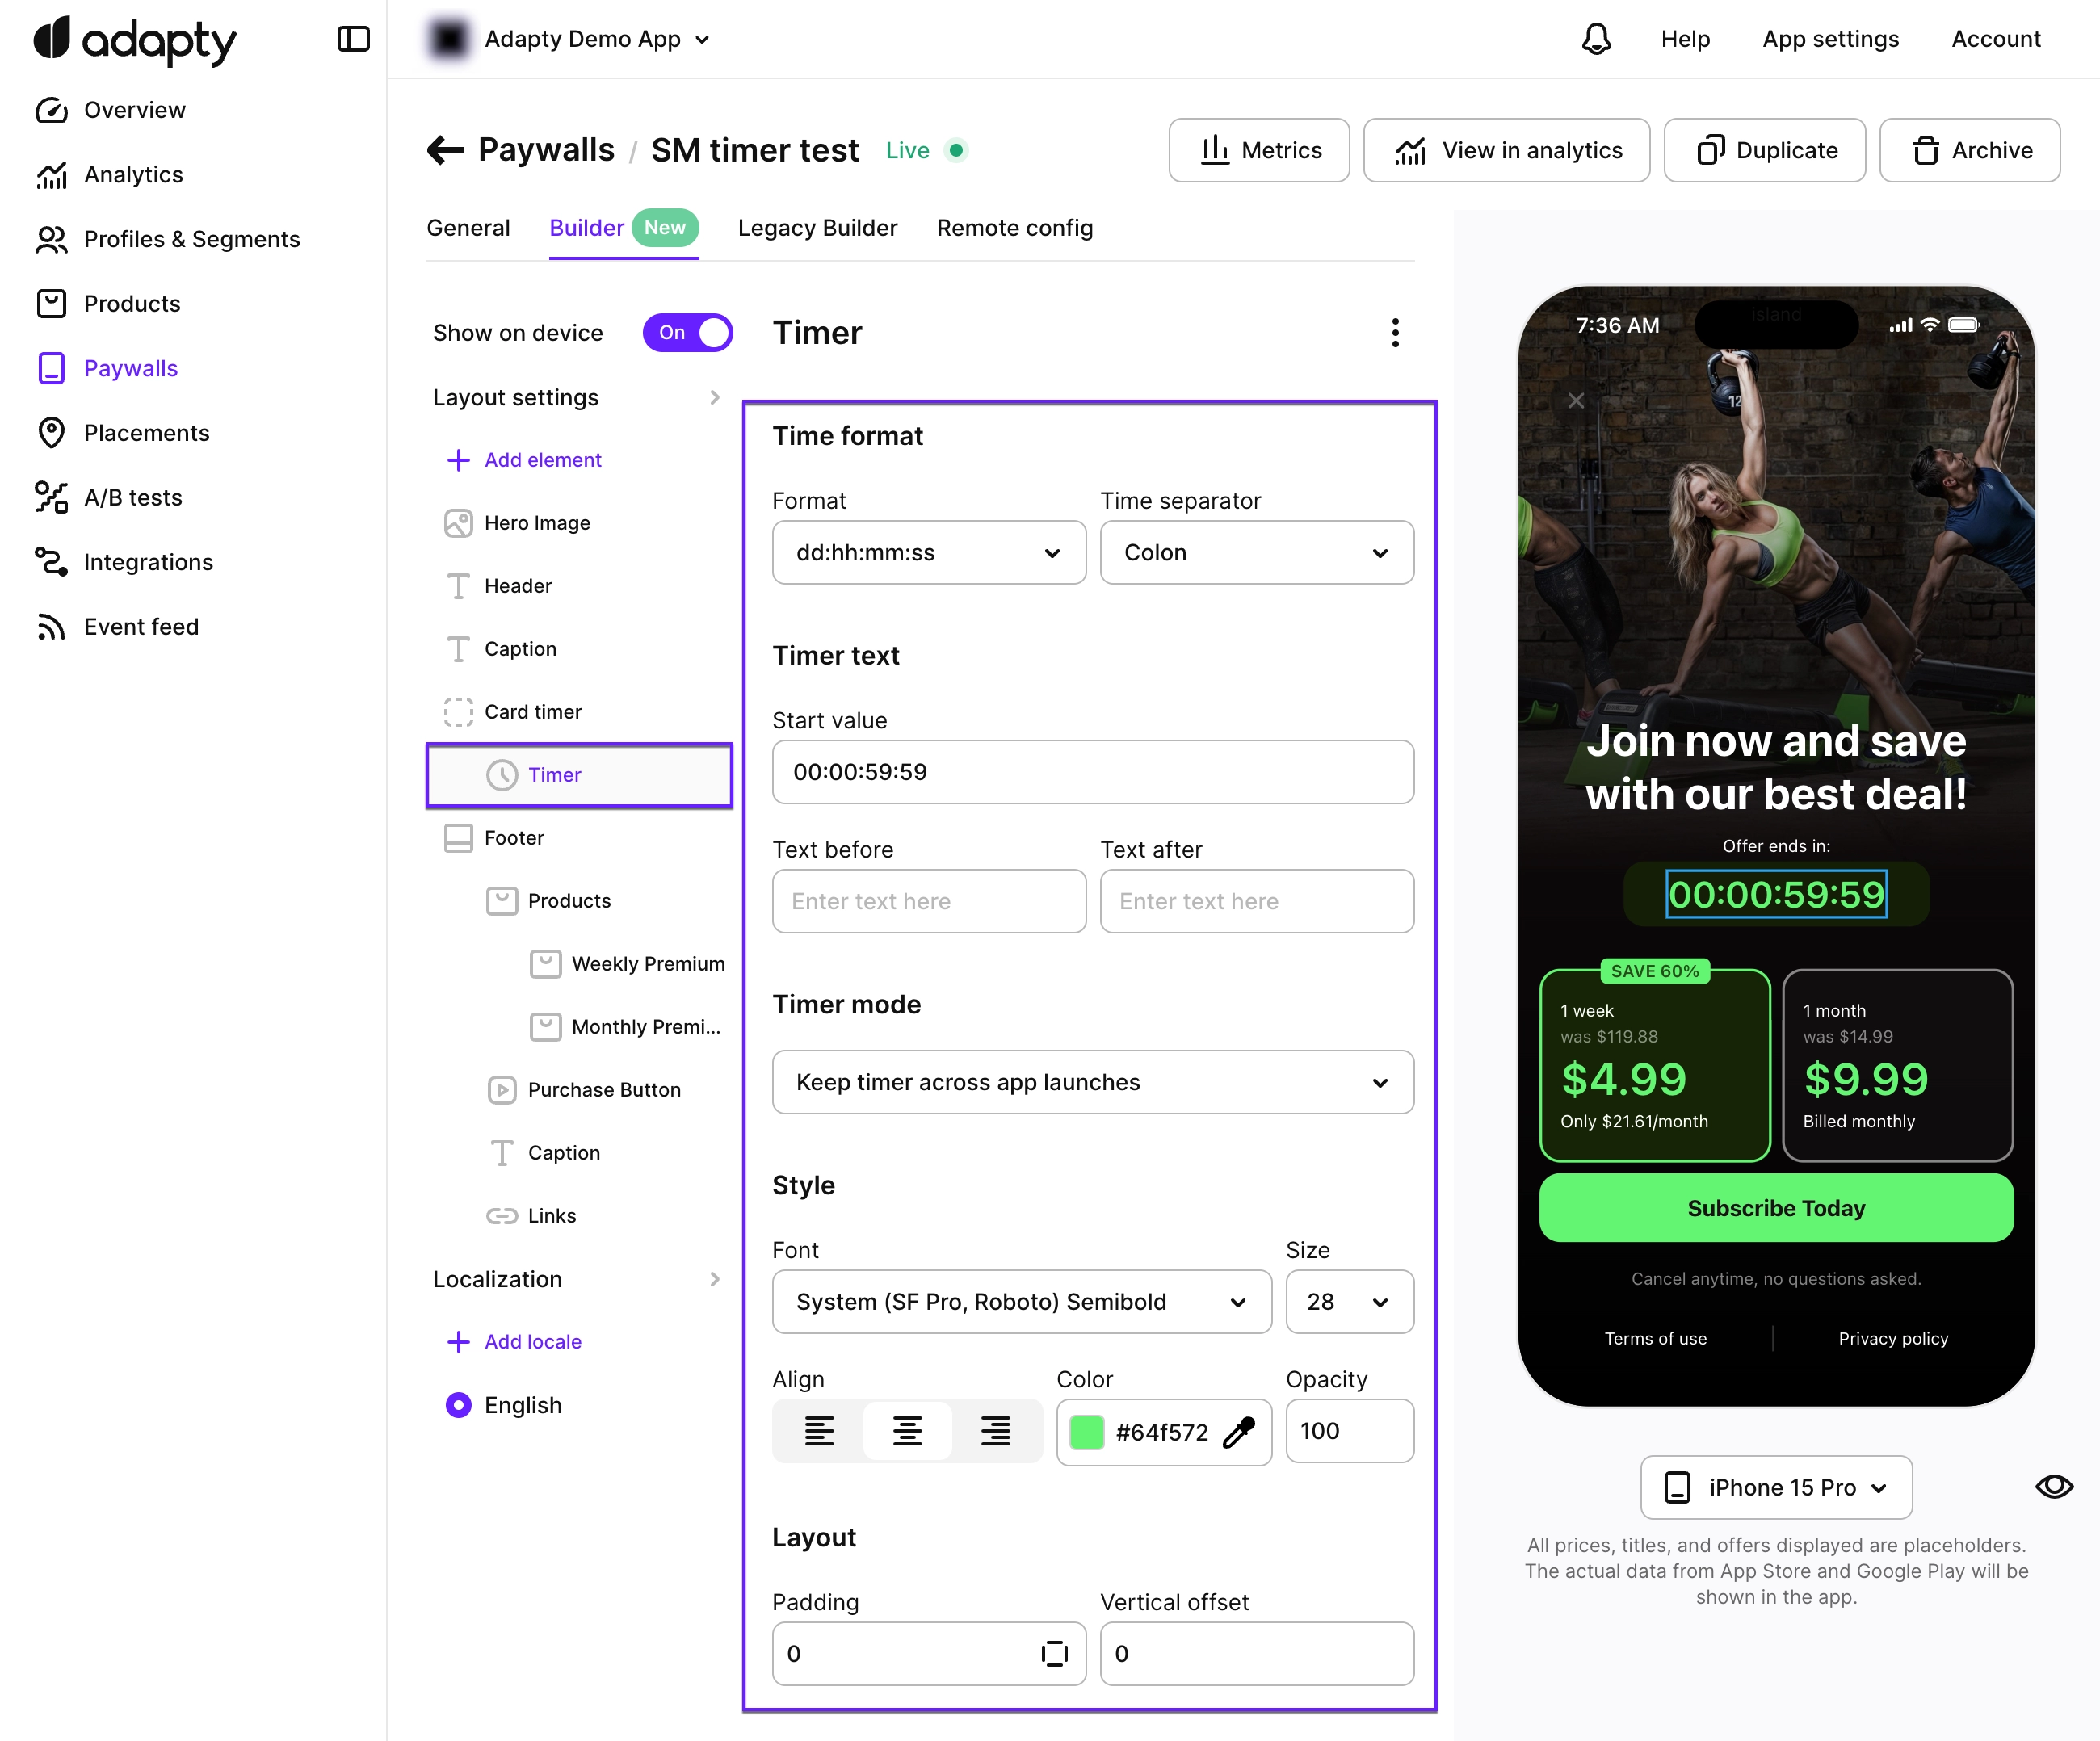 adapty
Adapty Demo App
Help
App settings
Account
Overview
Analytics
Profiles & Segments
Products
Paywalls
Placements
A/B tests
Integrations
Event feed
Paywalls / SM timer test
Live
Metrics
View in analytics
Duplicate
Archive
General
Builder New
Legacy Builder
Remote config
Show on device
On
Layout settings
Add element
Hero Image
Header
Caption
Card timer
Timer
Footer
Products
Weekly Premium
Monthly Premi...
Purchase Button
Caption
Links
Localization
Add locale
English
Timer
Time format
Format
Time separator
dd:hh:mm:ss
Colon
Timer text
Start value
00:00:59:59
Text before
Text after
Enter text here
Enter text here
Timer mode
Keep timer across app launches
Style
Font
Size
System (SF Pro, Roboto) Semibold
28
Align
Color
Opacity
#64f572
100
Layout
Padding
Vertical offset
0
0
7:36 AM
island
12
Join now and save
with our best deal!
Offer ends in:
00:00:59:59
SAVE 60%
1 week
was $119.88
$4.99
Only $21.61/month
1 month
was $14.99
$9.99
Billed monthly
Subscribe Today
Cancel anytime, no questions asked.
Terms of use
Privacy policy
iPhone 15 Pro
All prices, titles, and offers displayed are placeholders.
The actual data from App Store and Google Play will be
shown in the app.